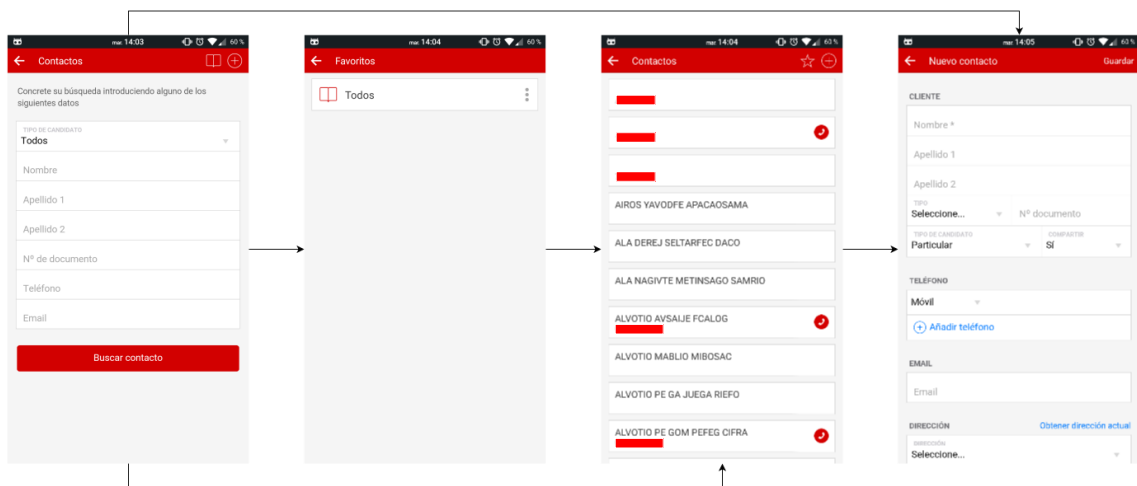 mar. 14:03
60 %
Contactos
Concrete su búsqueda introduciendo alguno de los
siguientes datos
TIPO DE CANDIDATO
Todos
Nombre
Apellido 1
Apellido 2
Nº de documento
Teléfono
Email
Buscar contacto
mar. 14:04
60 %
Favoritos
Todos
mar. 14:04
63 %
Contactos
AIROS YAVODFE APACAOSAMA
ALA DEREJ SELTARFEC DACO
ALA NAGIVTE METINSAGO SAMRIO
ALVOTIO AVSAIJE FCALOG
ALVOTIO MABLIO MIBOSAC
ALVOTIO PE GA JUEGA RIEFO
ALVOTIO PE GOM PEFEG CIFRA
mar. 14:05
63 %
Nuevo contacto
Guardar
CLIENTE
Nombre *
Apellido 1
Apellido 2
TIPO
Seleccione...
Nº documento
TIPO DE CANDIDATO
Particular
COMPARTIR
Sí
TELÉFONO
Móvil
Añadir teléfono
EMAIL
Email
DIRECCIÓN
Obtener dirección actual
DIRECCIÓN
Seleccione...